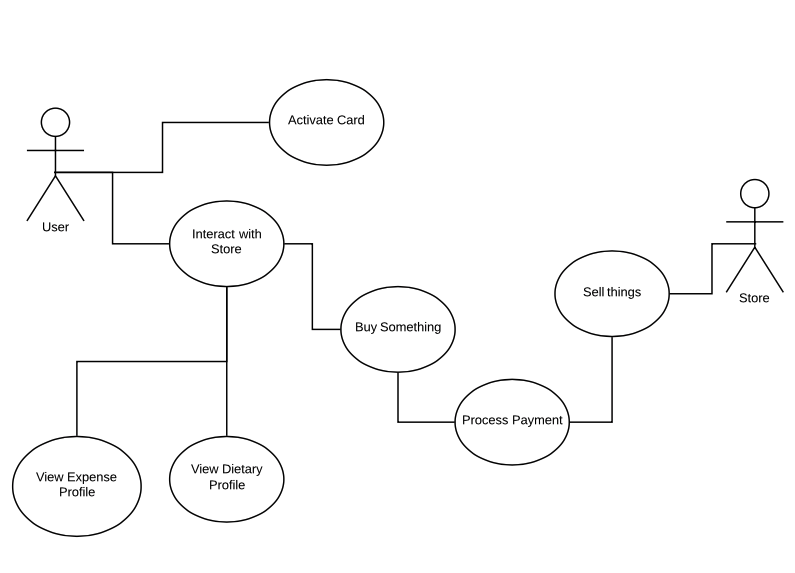 Activate Card
User
Interact with
Store
Sell things
Store
Buy Something
Process Payment
View Expense
Profile
View Dietary
Profile